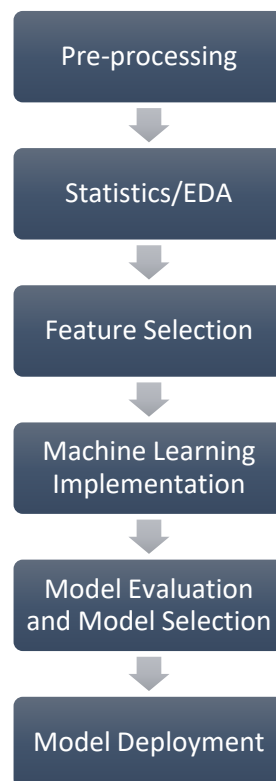 Pre-processing
Statistics/EDA
Feature Selection
Machine Learning
Implementation
Model Evaluation
and Model Selection
Model Deployment